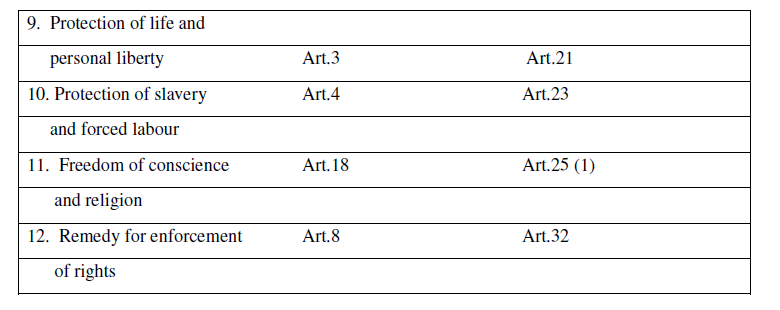 9. Protection of life and
personal liberty Art.3 Art.21
10. Protection of slavery Art.4 Art.23
and forced labour
11. Freedom of conscience Art.18 Art.25 (1)
and religion
12. Remedy for enforcement Art.8 Art.32
of rights